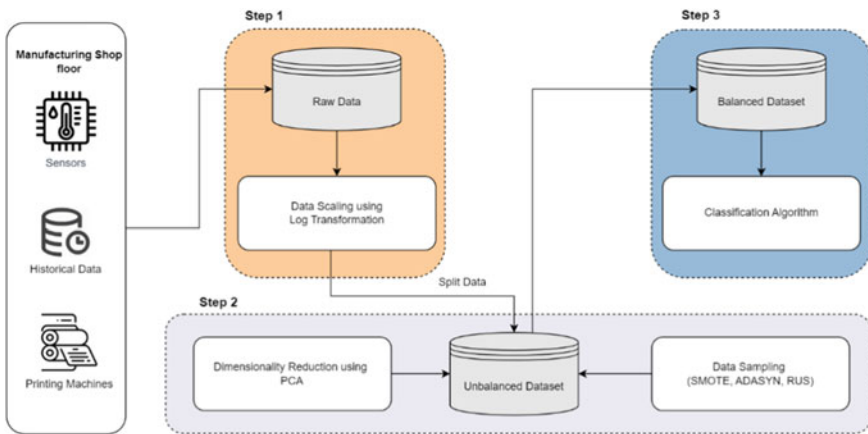 Manufacturing Shop
floor
Sensors
Historical Data
Printing Machines
Step 1
Raw Data
Data Scaling using
Log Transformation
Split Data
Step 2
Dimensionality Reduction using
PCA
Unbalanced Dataset
Data Sampling
(SMOTE, ADASYN, RUS)
Step 3
Balanced Dataset
Classification Algorithm